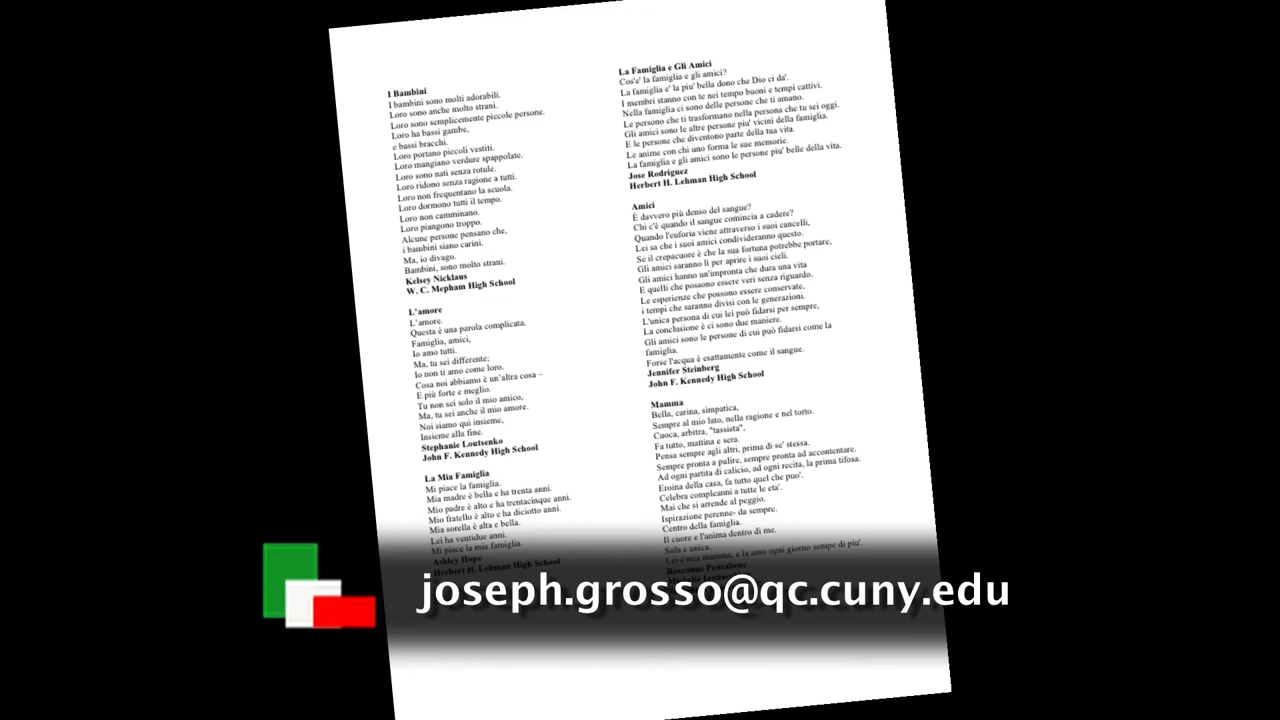 I Bambini
I bambini sono molti adorabili.
Loro sono anche molto strani.
Loro sono semplicemente piccole persone.
Loro ha bassi gambe,
e bassi bracchi.
Loro portano piccoli vestiti.
Loro mangiano verdure spappolate.
Loro sono nati senza rotule.
Loro ridono senza ragione a tutti.
Loro non frequentano la scuola.
Loro dormono tutti il tempo.
Loro non camminano.
Loro piangono troppo.
Alcune persone pensano che,
i bambini siano carini.
Ma, io divago.
Bambini, sono molto strani.
Kelsey Nicklaus
W. C. Mepham High School
L'amore
L'amore.
Questa è una parola complicata.
Famiglia, amici,
Io amo tutti.
Ma, tu sei differente;
Io non ti amo come loro.
Cosa noi abbiamo è un'altra cosa –
E più forte e meglio.
Tu non sei solo il mio amico,
Ma, tu sei anche il mio amore.
Noi siamo qui insieme,
Insieme alla fine.
Stephanie Loutsenko
John F. Kennedy High School
La Mia Famiglia
Mi piace la famiglia.
Mia madre è bella e ha trenta anni.
Mio padre è alto e ha trentacinque anni.
Mio fratello è alto e ha diciotto anni.
Mia sorella è alta e bella.
Lei ha ventidue anni.
Mi piace la mia famiglia.
Ashley Hope
Herbert H. Lehman High School
La Famiglia e Gli Amici
Cos'e' la famiglia e gli amici?
La famiglia e' la piu' bella dono che Dio ci da'.
I membri stanno con te nei tempo buoni e tempi cattivi.
Nella famiglia ci sono delle persone che ti amano.
Le persono che ti trasformano nella persona che tu sei oggi.
Gli amici sono le altre persone piu' vicini della famiglia.
E le persone che diventono parte della tua vita.
Le anime con chi uno forma le sue memorie.
La famiglia e gli amici sono le persone piu' belle della vita.
Jose Rodriguez
Herbert H. Lehman High School
Amici
È davvero più denso del sangue?
Chi c'è quando il sangue comincia a cadere?
Quando l'euforia viene attraverso i suoi cancelli,
Lei sa che i suoi amici condivideranno questo.
Se il crepacuore è che la sua fortuna potrebbe portare,
Gli amici saranno lì per aprire i suoi cieli.
Gli amici hanno un'impronta che dura una vita
E quelli che possono essere veri senza riguardo.
Le esperienze che possono essere conservate,
i tempi che saranno divisi con le generazioni.
L'unica persona di cui lei può fidarsi per sempre,
La conclusione è ci sono due maniere.
Gli amici sono le persone di cui può fidarsi come la
famiglia.
Forse l'acqua è esattamente come il sangue.
Jennifer Steinberg
John F. Kennedy High School
Mamma
Bella, carina, simpatica,
Sempre al mio lato, nella ragione e nel torto.
Cuoca, arbitra, "tassista",
Fa tutto, mattina e sera.
Pensa sempre agli altri, prima di se' stessa.
Sempre pronta a pulire, sempre pronta ad accontentare.
Ad ogni partita di calicio, ad ogni recita, la prima tifosa.
Eroina della casa, fa tutto quel che puo'.
Celebra compleanni a tutte le eta'.
Mai che si arrende al peggio.
Ispirazione perenne- da sempre.
Centro della famiglia.
Il cuore e l'anima dentro di me.
Sola e unica.
Lei è mia mamma, e la amo ogni giorno sempe di piu'.
Roseanne Pensabene
joseph.grosso@qc.cuny.edu